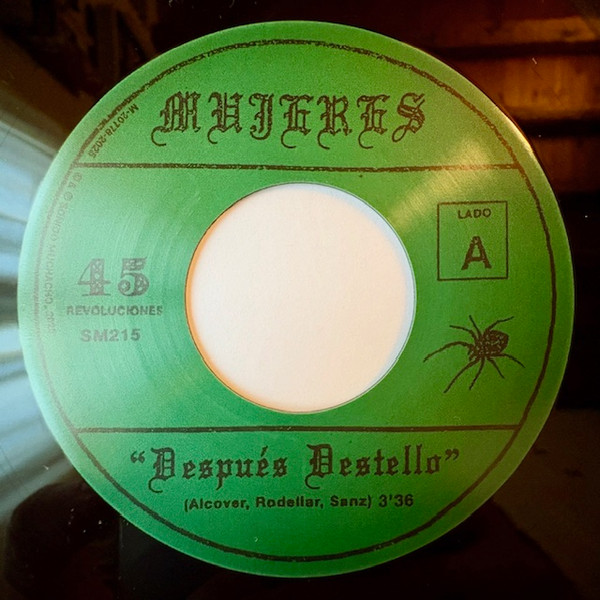 MUJERES
LADO
A
45
REVOLUCIONES
SM215
“Después Destello”
(Alcover, Rodellar, Sanz) 3'36